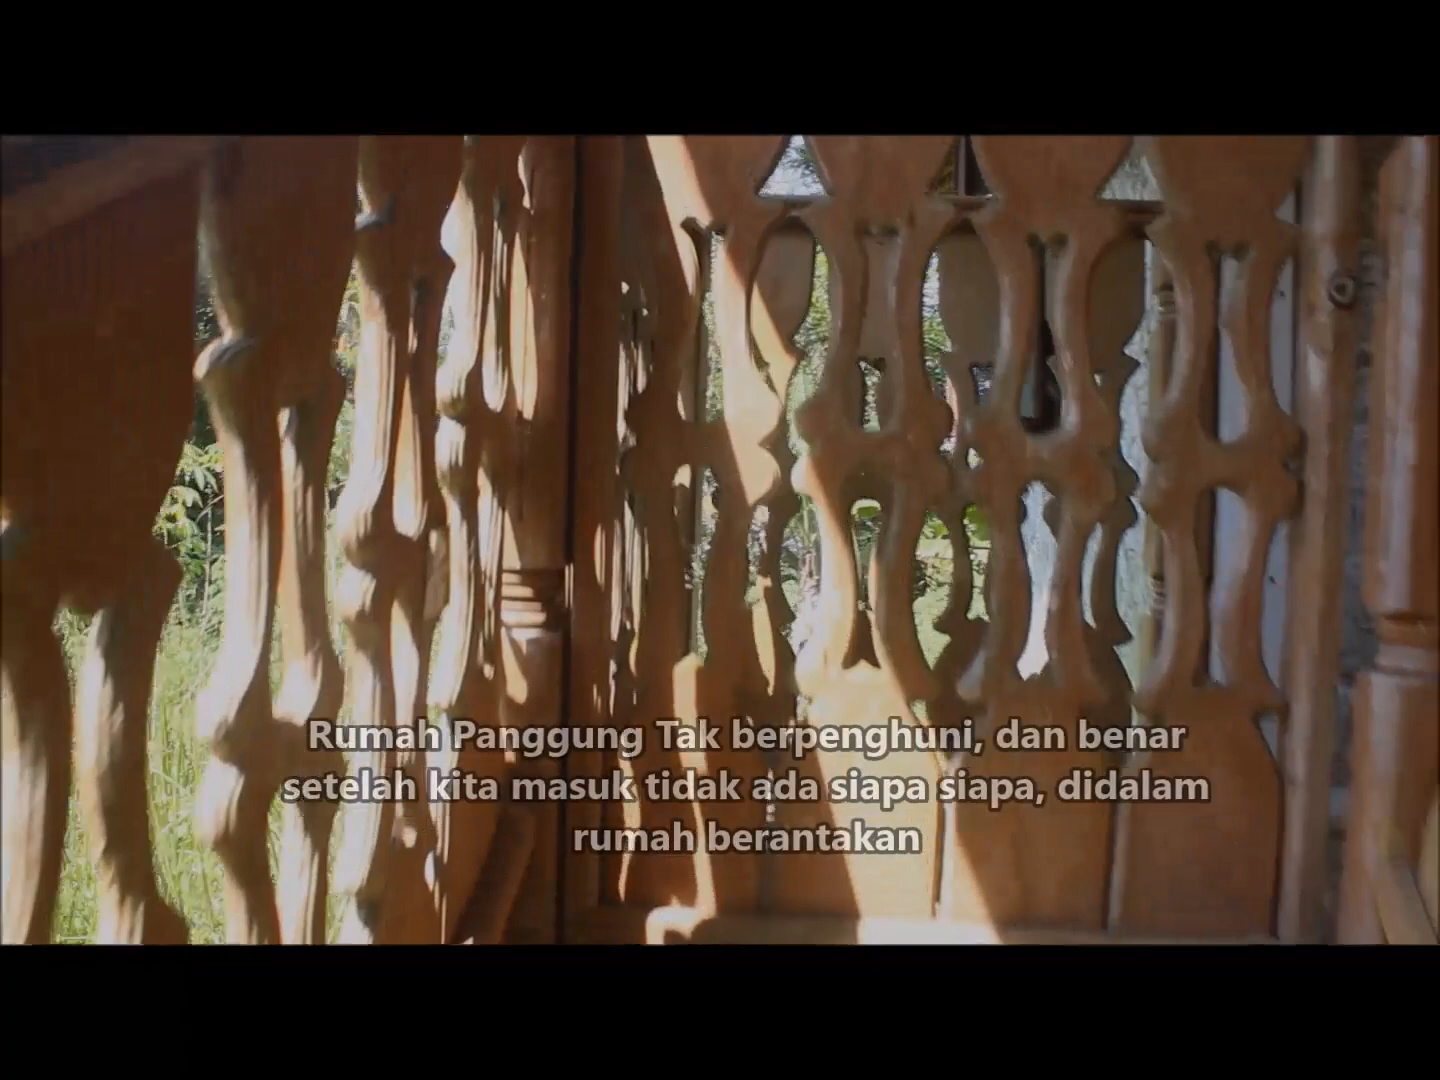 Rumah Panggung Tak berpenghuni, dan benar
setelah kita masuk tidak ada siapa siapa, didalam
rumah berantakan